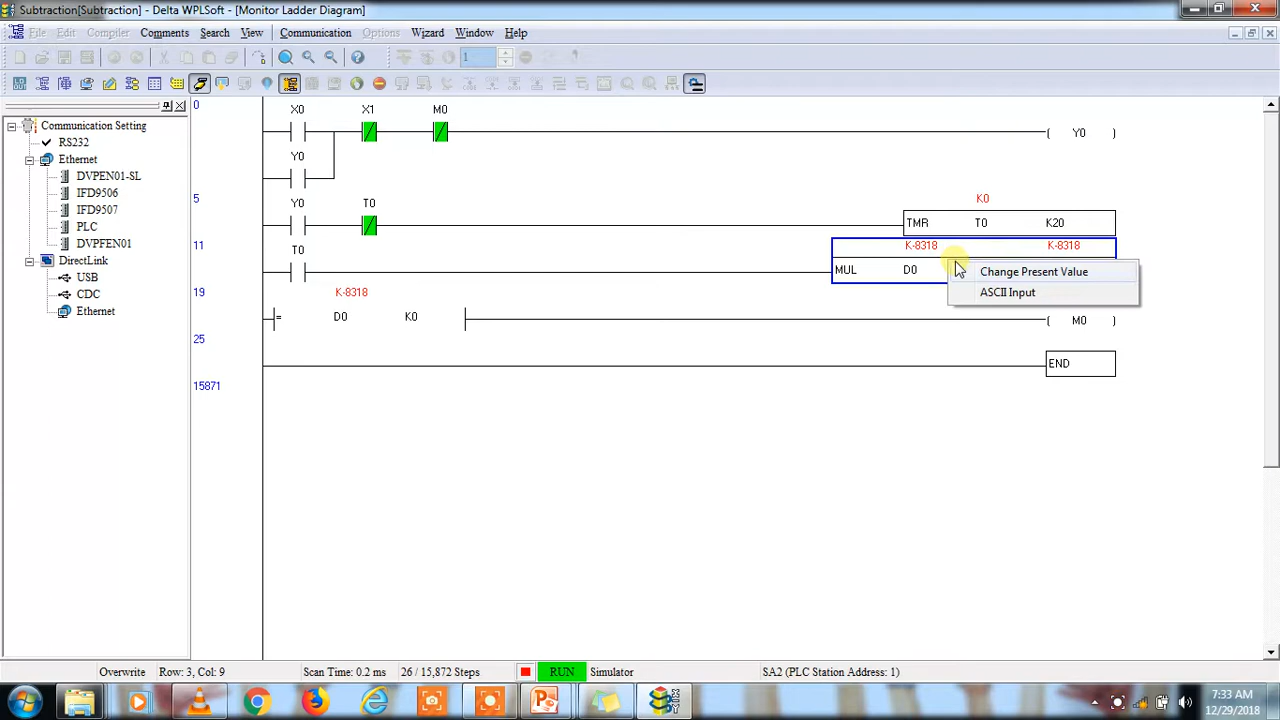 Subtraction[Subtraction] - Delta WPLSoft - [Monitor Ladder Diagram]
File Edit Compiler Comments Search View Communication Options Wizard Window Help
1
Communication Setting
RS232
Ethernet
DVPEN01-SL
IFD9506
IFD9507
PLC
DVPFEN01
DirectLink
USB
CDC
Ethernet
0
X0 X1 M0
( Y0 )
Y0
5
K0
Y0 T0
TMR T0 K20
11
K-8318 K-8318
T0
MUL D0
Change Present Value
ASCII Input
19
K-8318
= D0 K0
( M0 )
25
END
15871
Overwrite Row: 3, Col: 9 Scan Time: 0.2 ms 26 / 15,872 Steps RUN Simulator SA2 (PLC Station Address: 1)
7:33 AM
12/29/2018